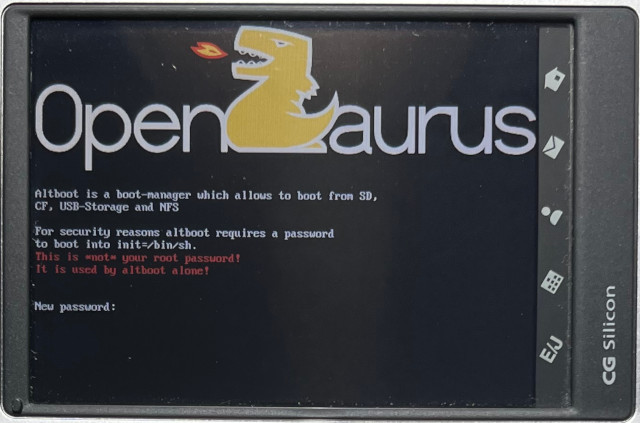 OpenZaurus
Altboot is a boot-manager which allows to boot from SD,
CF, USB-Storage and NFS
For security reasons altboot requires a password
to boot into init=/bin/sh.
This is *not* your root password!
It is used by altboot alone!
New password:
E/J
CG Silicon